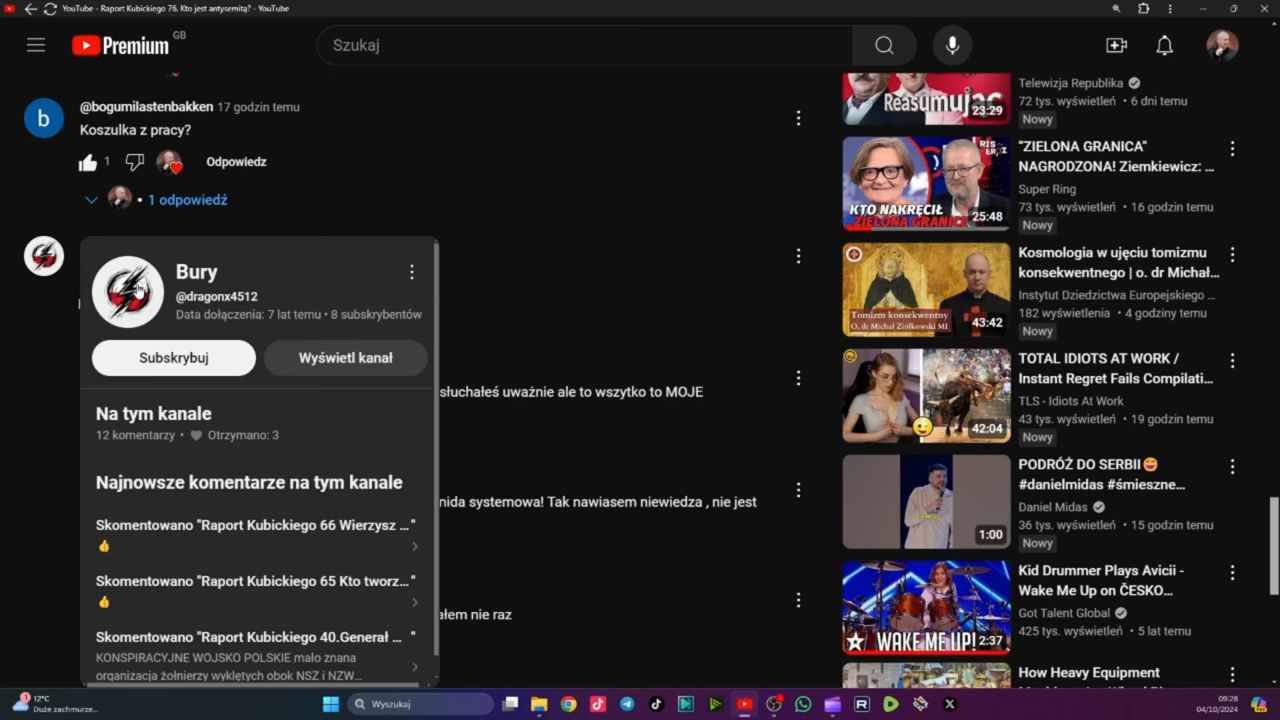 YouTube - Raport Kubickiego 76. Kto jest antysemitą? - YouTube
Premium
GB
Szukaj
@bogumilastenbakken 17 godzin temu
Koszulka z pracy?
1
Odpowiedz
• 1 odpowiedź
b
Bury
@dragonx4512
Data dołączenia: 7 lat temu • 8 subskrybentów
Subskrybuj
Wyświetl kanał
Na tym kanale
12 komentarzy • Otrzymano: 3
Najnowsze komentarze na tym kanale
Skomentowano "Raport Kubickiego 66 Wierzysz ..."
👍
Skomentowano "Raport Kubickiego 65 Kto tworz..."
👍
Skomentowano "Raport Kubickiego 40.Generał ... "
KONSPIRACYJNE WOJSKO POLSKIE mało znana
organizacja żołnierzy wyklętych obok NSZ i NZW...
słuchałeś uważnie ale to wszytko to MOJE
nida systemowa! Tak nawiasem niewiedza , nie jest
ałem nie raz
Reasumując
23:29
Telewizja Republika
72 tys. wyświetleń • 6 dni temu
Nowy
KTO NAKRĘCIŁ
ZIELONĄ GRANICĘ
25:48
"ZIELONA GRANICA"
NAGRODZONA! Ziemkiewicz: ...
Super Ring
73 tys. wyświetleń • 16 godzin temu
Nowy
Tomizm konsekwentny
O. dr Michał Ziółkowski MI
43:42
Kosmologia w ujęciu tomizmu
konsekwentnego | o. dr Michał...
Instytut Dziedzictwa Europejskiego ...
182 wyświetlenia • 4 godziny temu
Nowy
42:04
TOTAL IDIOTS AT WORK /
Instant Regret Fails Compilati...
TLS - Idiots At Work
43 tys. wyświetleń • 19 godzin temu
Nowy
1:00
PODRÓŻ DO SERBII😄
#danielmidas #śmieszne...
Daniel Midas
36 tys. wyświetleń • 15 godzin temu
Nowy
WAKE ME UP!
2:37
Kid Drummer Plays Avicii -
Wake Me Up on ČESKO...
Got Talent Global
425 tys. wyświetleń • 5 lat temu
How Heavy Equipment
12°C
Duże zachmurze...
Wyszukaj
09:28
04/10/2024